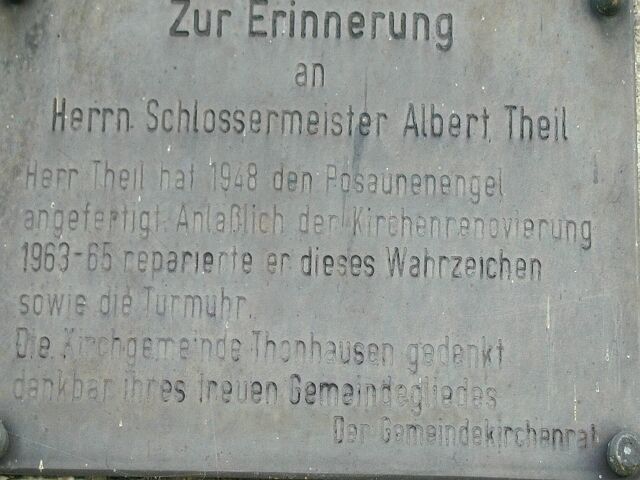 Zur Erinnerung
an
Herrn Schlossermeister Albert Theil
Herr Theil hat 1948 den Posaunenengel
angefertigt. Anlaßlich der Kirchenrenovierung
1963-65 reparierte er dieses Wahrzeichen
sowie die Turmuhr.
Die Kirchgemeinde Thonhausen gedenkt
dankbar ihres treuen Gemeindegliedes
Der Gemeindekirchenrat